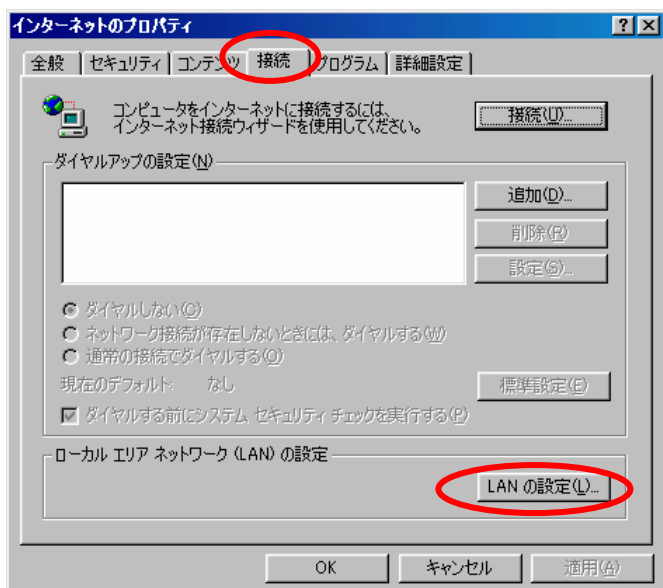 インターネットのプロパティ
全般 セキュリティ コンテンツ 接続 プログラム 詳細設定
コンピュータをインターネットに接続するには、
インターネット接続ウィザードを使用してください。
接続(U)...
ダイヤルアップの設定(N)
追加(D)...
削除(R)
設定(S)...
ダイヤルしない(C)
ネットワーク接続が存在しないときには、ダイヤルする(W)
通常の接続でダイヤルする(O)
現在のデフォルト: なし
標準設定(E)
ダイヤルする前にシステム セキュリティ チェックを実行する(P)
ローカル エリア ネットワーク (LAN) の設定
LAN の設定(L)...
OK キャンセル 適用(A)